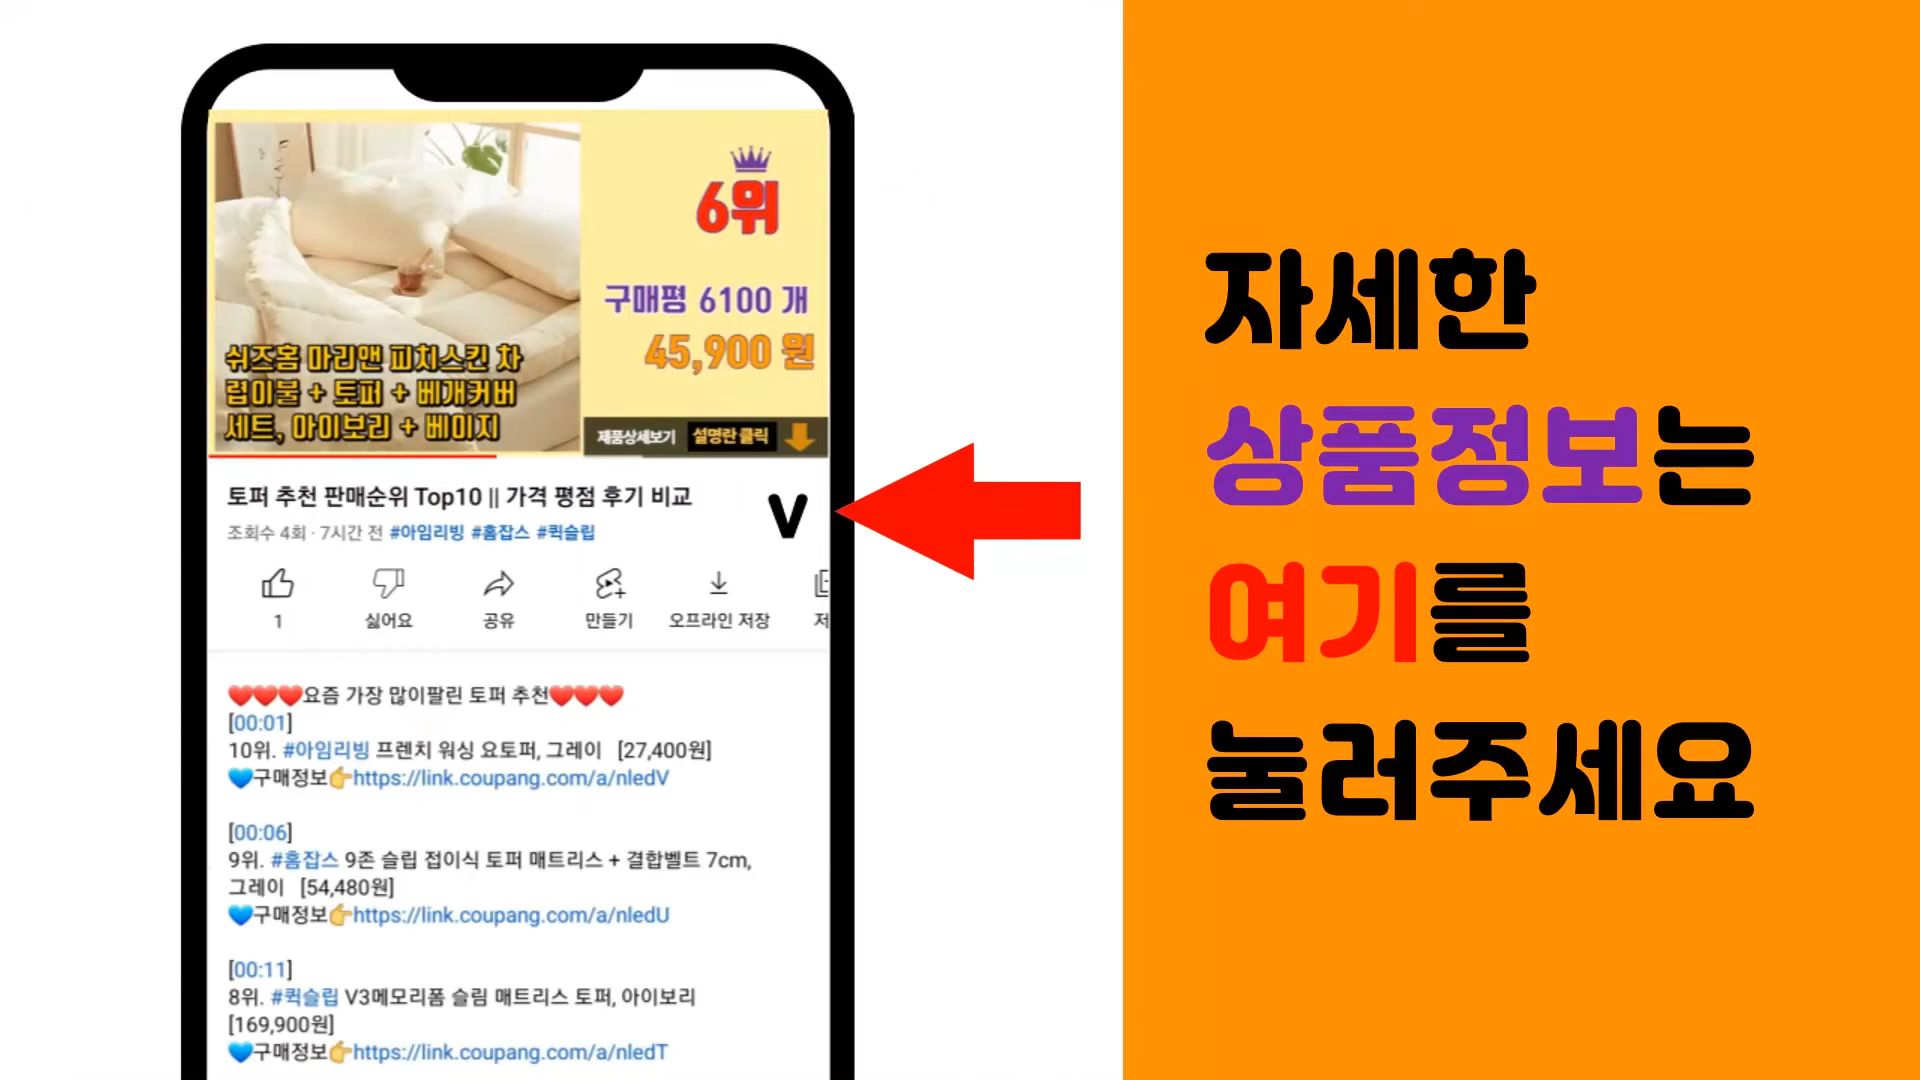 6위
구매평 6100 개
45,900 원
쉬즈홈 마리앤 피치스킨 차
렵이불 + 토퍼 + 베개커버
세트, 아이보리 + 베이지
제품상세보기 설명란 클릭
토퍼 추천 판매순위 Top10 || 가격 평점 후기 비교
V
조회수 4회 · 7시간 전 #아임리빙 #홈잡스 #퀵슬립
1 싫어요 공유 만들기 오프라인 저장 저
❤️❤️❤️요즘 가장 많이팔린 토퍼 추천❤️❤️❤️
[00:01]
10위. #아임리빙 프렌치 워싱 요토퍼, 그레이 [27,400원]
💙구매정보👉https://link.coupang.com/a/nledV
[00:06]
9위. #홈잡스 9존 슬립 접이식 토퍼 매트리스 + 결합벨트 7cm,
그레이 [54,480원]
💙구매정보👉https://link.coupang.com/a/nledU
[00:11]
8위. #퀵슬립 V3메모리폼 슬림 매트리스 토퍼, 아이보리
[169,900원]
💙구매정보👉https://link.coupang.com/a/nledT
자세한
상품정보는
여기를
눌러주세요